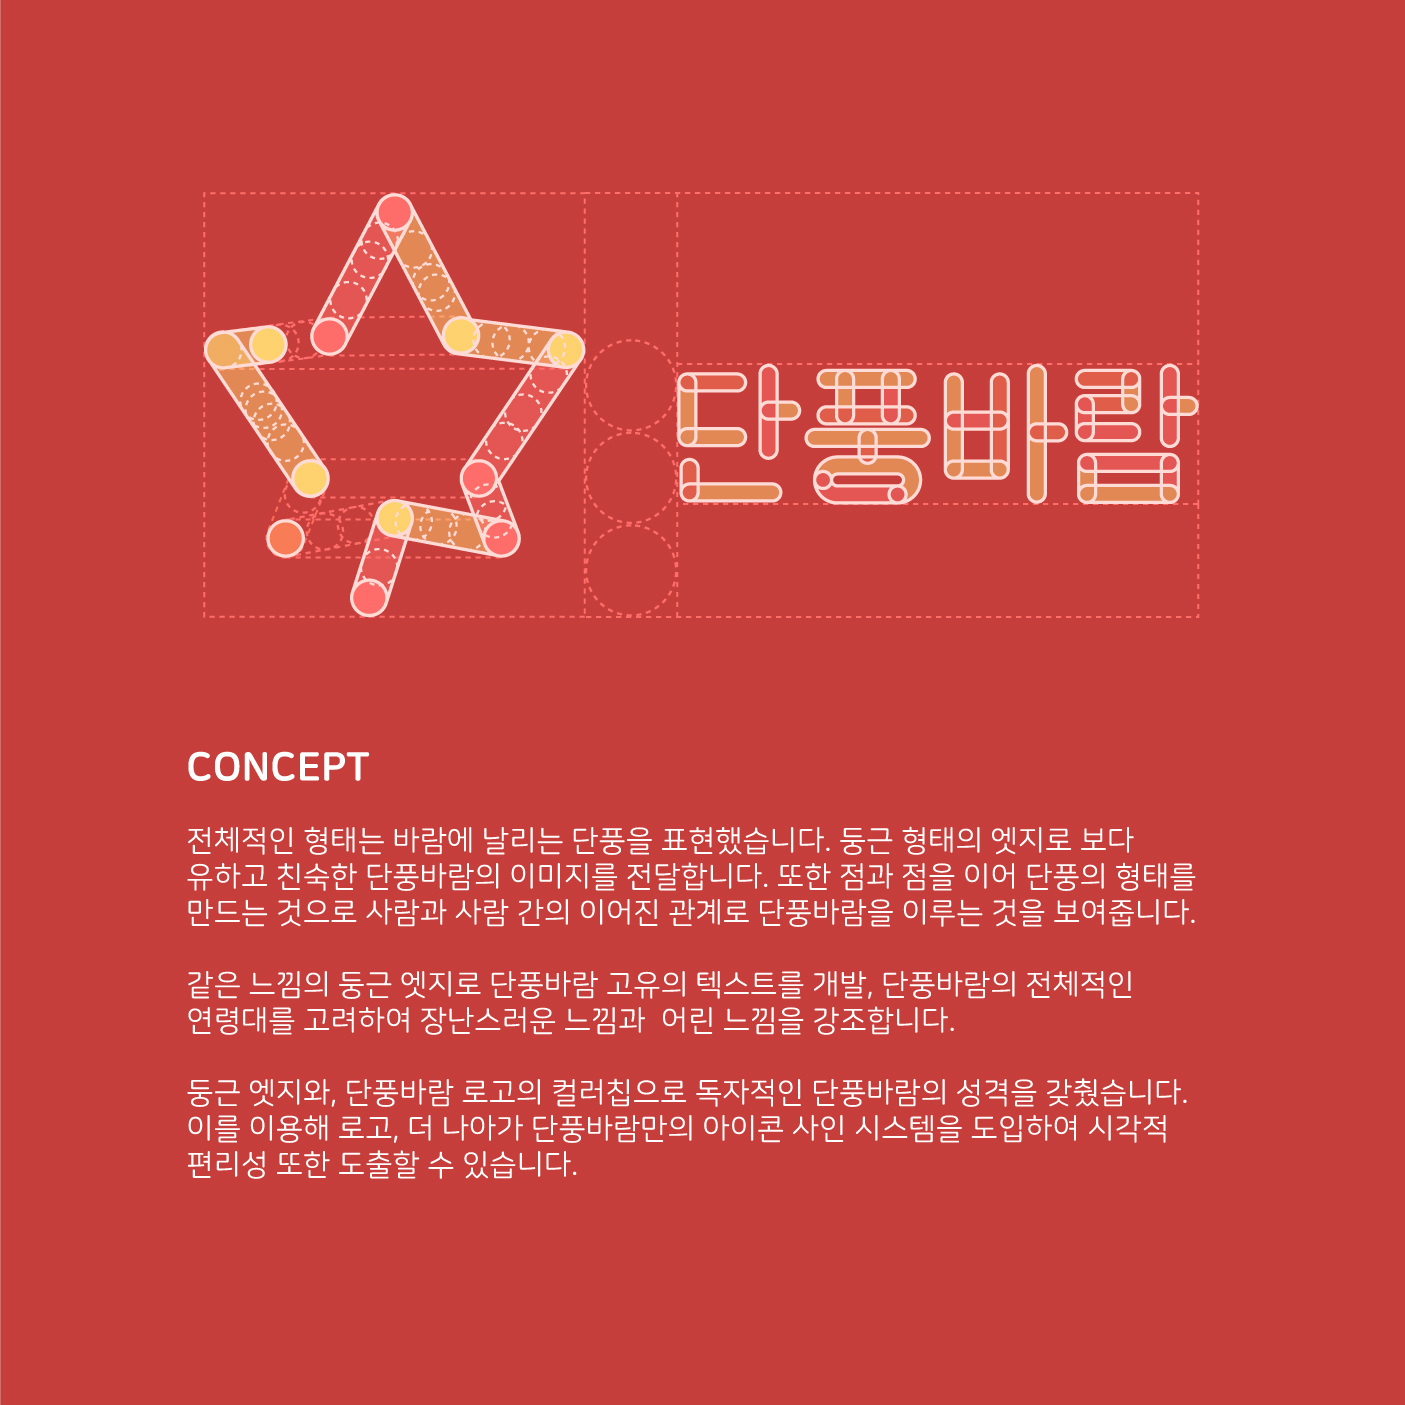 단풍바람
CONCEPT
전체적인 형태는 바람에 날리는 단풍을 표현했습니다. 둥근 형태의 엣지로 보다
유하고 친숙한 단풍바람의 이미지를 전달합니다. 또한 점과 점을 이어 단풍의 형태를
만드는 것으로 사람과 사람 간의 이어진 관계로 단풍바람을 이루는 것을 보여줍니다.
같은 느낌의 둥근 엣지로 단풍바람 고유의 텍스트를 개발, 단풍바람의 전체적인
연령대를 고려하여 장난스러운 느낌과  어린 느낌을 강조합니다.
둥근 엣지와, 단풍바람 로고의 컬러칩으로 독자적인 단풍바람의 성격을 갖췄습니다.
이를 이용해 로고, 더 나아가 단풍바람만의 아이콘 사인 시스템을 도입하여 시각적
편리성 또한 도출할 수 있습니다.